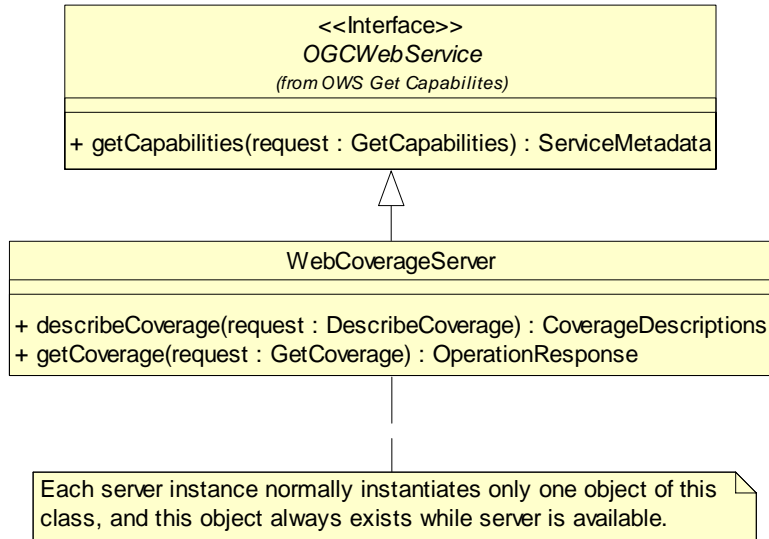 <<Interface>>
OGCWebService
(from OWS Get Capabilites)
+ getCapabilities(request : GetCapabilities) : ServiceMetadata
WebCoverageServer
+ describeCoverage(request : DescribeCoverage) : CoverageDescriptions
+ getCoverage(request : GetCoverage) : OperationResponse
Each server instance normally instantiates only one object of this
class, and this object always exists while server is available.